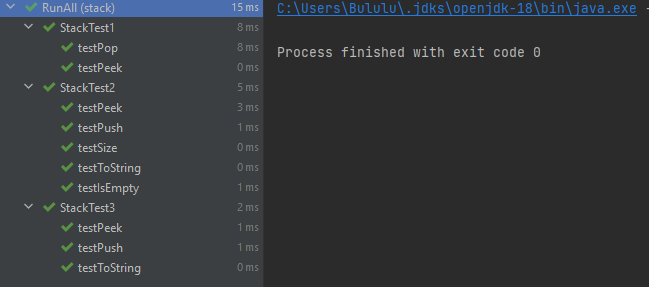 RunAll (stack) 15 ms
StackTest1 8 ms
testPop 8 ms
testPeek 0 ms
StackTest2 5 ms
testPeek 3 ms
testPush 1 ms
testSize 0 ms
testToString 0 ms
testIsEmpty 1 ms
StackTest3 2 ms
testPeek 1 ms
testPush 1 ms
testToString 0 ms
C:\Users\Bululu\.jdks\openjdk-18\bin\java.exe
Process finished with exit code 0